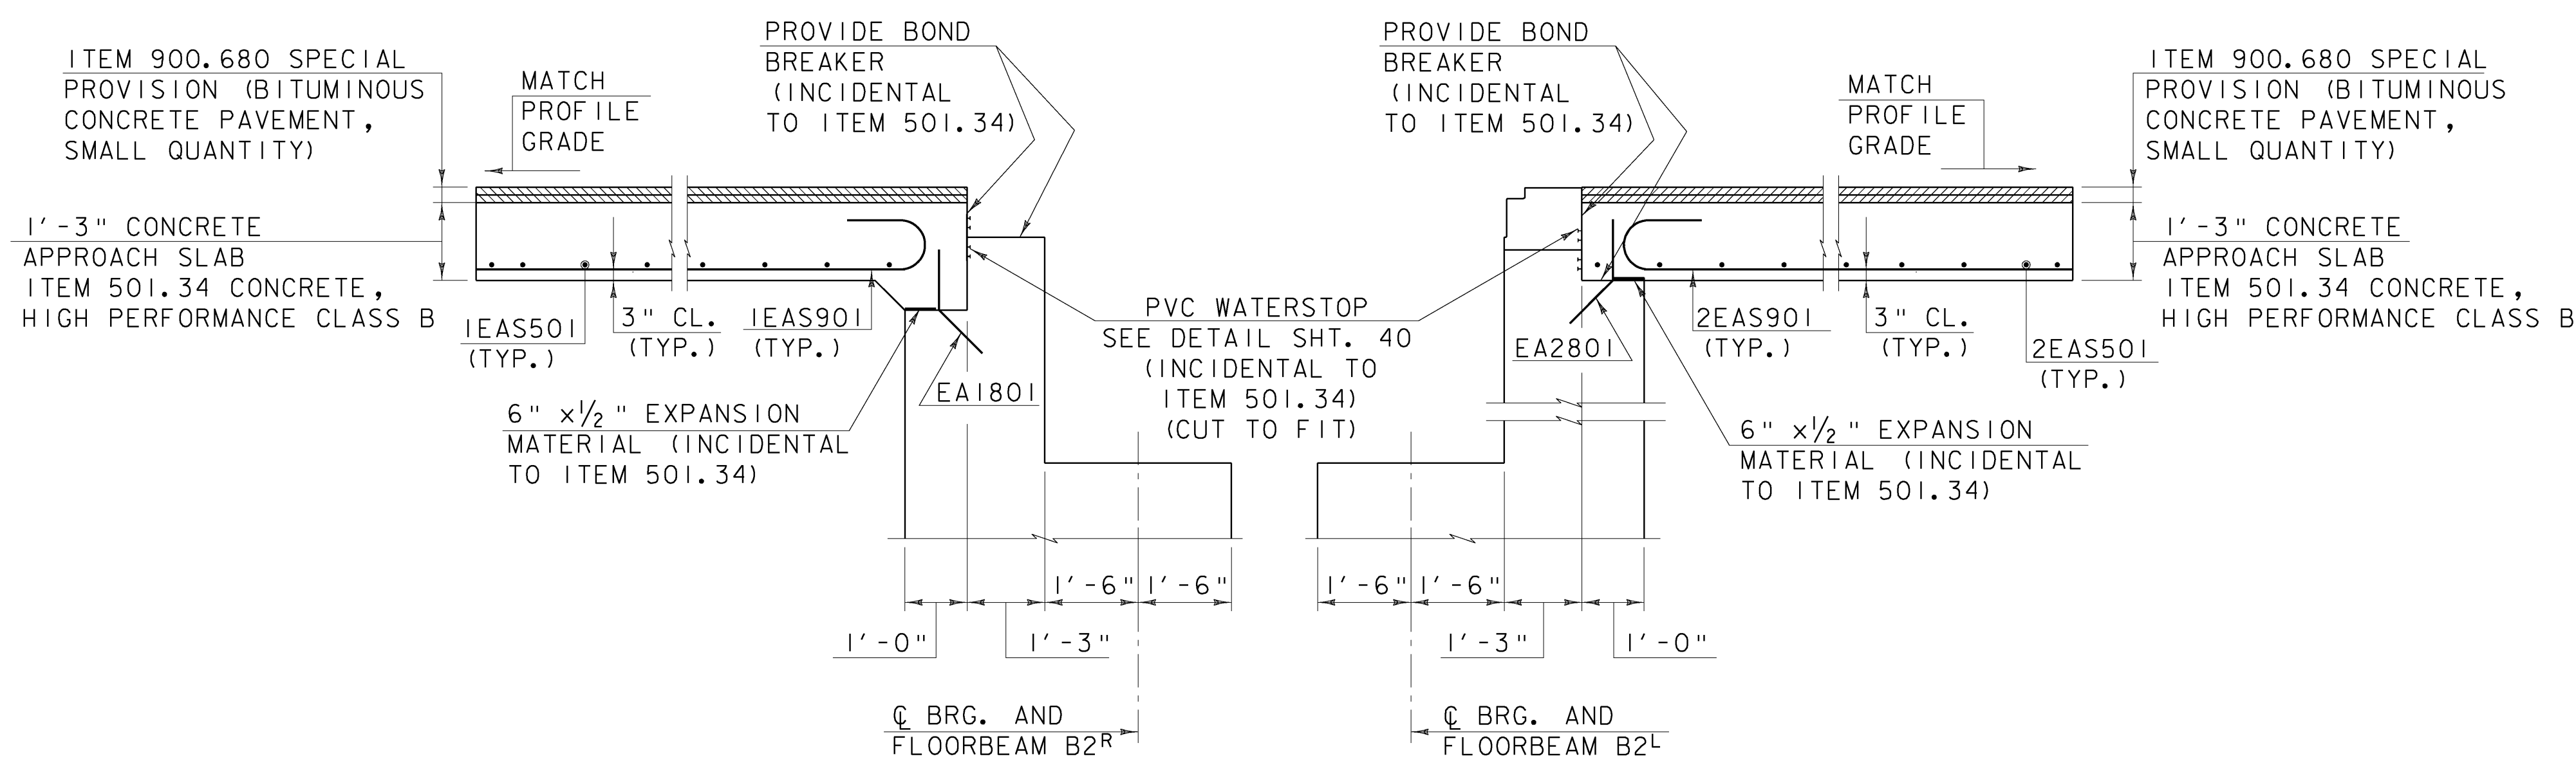 ITEM 900.680 SPECIAL
PROVISION (BITUMINOUS
CONCRETE PAVEMENT,
SMALL QUANTITY)
MATCH
PROFILE
GRADE
PROVIDE BOND
BREAKER
(INCIDENTAL
TO ITEM 501.34)
PROVIDE BOND
BREAKER
(INCIDENTAL
TO ITEM 501.34)
MATCH
PROFILE
GRADE
ITEM 900.680 SPECIAL
PROVISION (BITUMINOUS
CONCRETE PAVEMENT,
SMALL QUANTITY)
1'-3" CONCRETE
APPROACH SLAB
ITEM 501.34 CONCRETE,
HIGH PERFORMANCE CLASS B
1EAS501
(TYP.)
3" CL.
(TYP.)
1EAS901
(TYP.)
PVC WATERSTOP
SEE DETAIL SHT. 40
(INCIDENTAL TO
ITEM 501.34)
(CUT TO FIT)
EA2801
2EAS901
(TYP.)
3" CL.
(TYP.)
2EAS501
(TYP.)
1'-3" CONCRETE
APPROACH SLAB
ITEM 501.34 CONCRETE,
HIGH PERFORMANCE CLASS B
EA1801
6" x1/2" EXPANSION
MATERIAL (INCIDENTAL
TO ITEM 501.34)
6" x1/2" EXPANSION
MATERIAL (INCIDENTAL
TO ITEM 501.34)
1'-6" 1'-6"
1'-6" 1'-6"
1'-0" 1'-3"
1'-3" 1'-0"
℄ BRG. AND
FLOORBEAM B2ᴿ
℄ BRG. AND
FLOORBEAM B2ᴸ